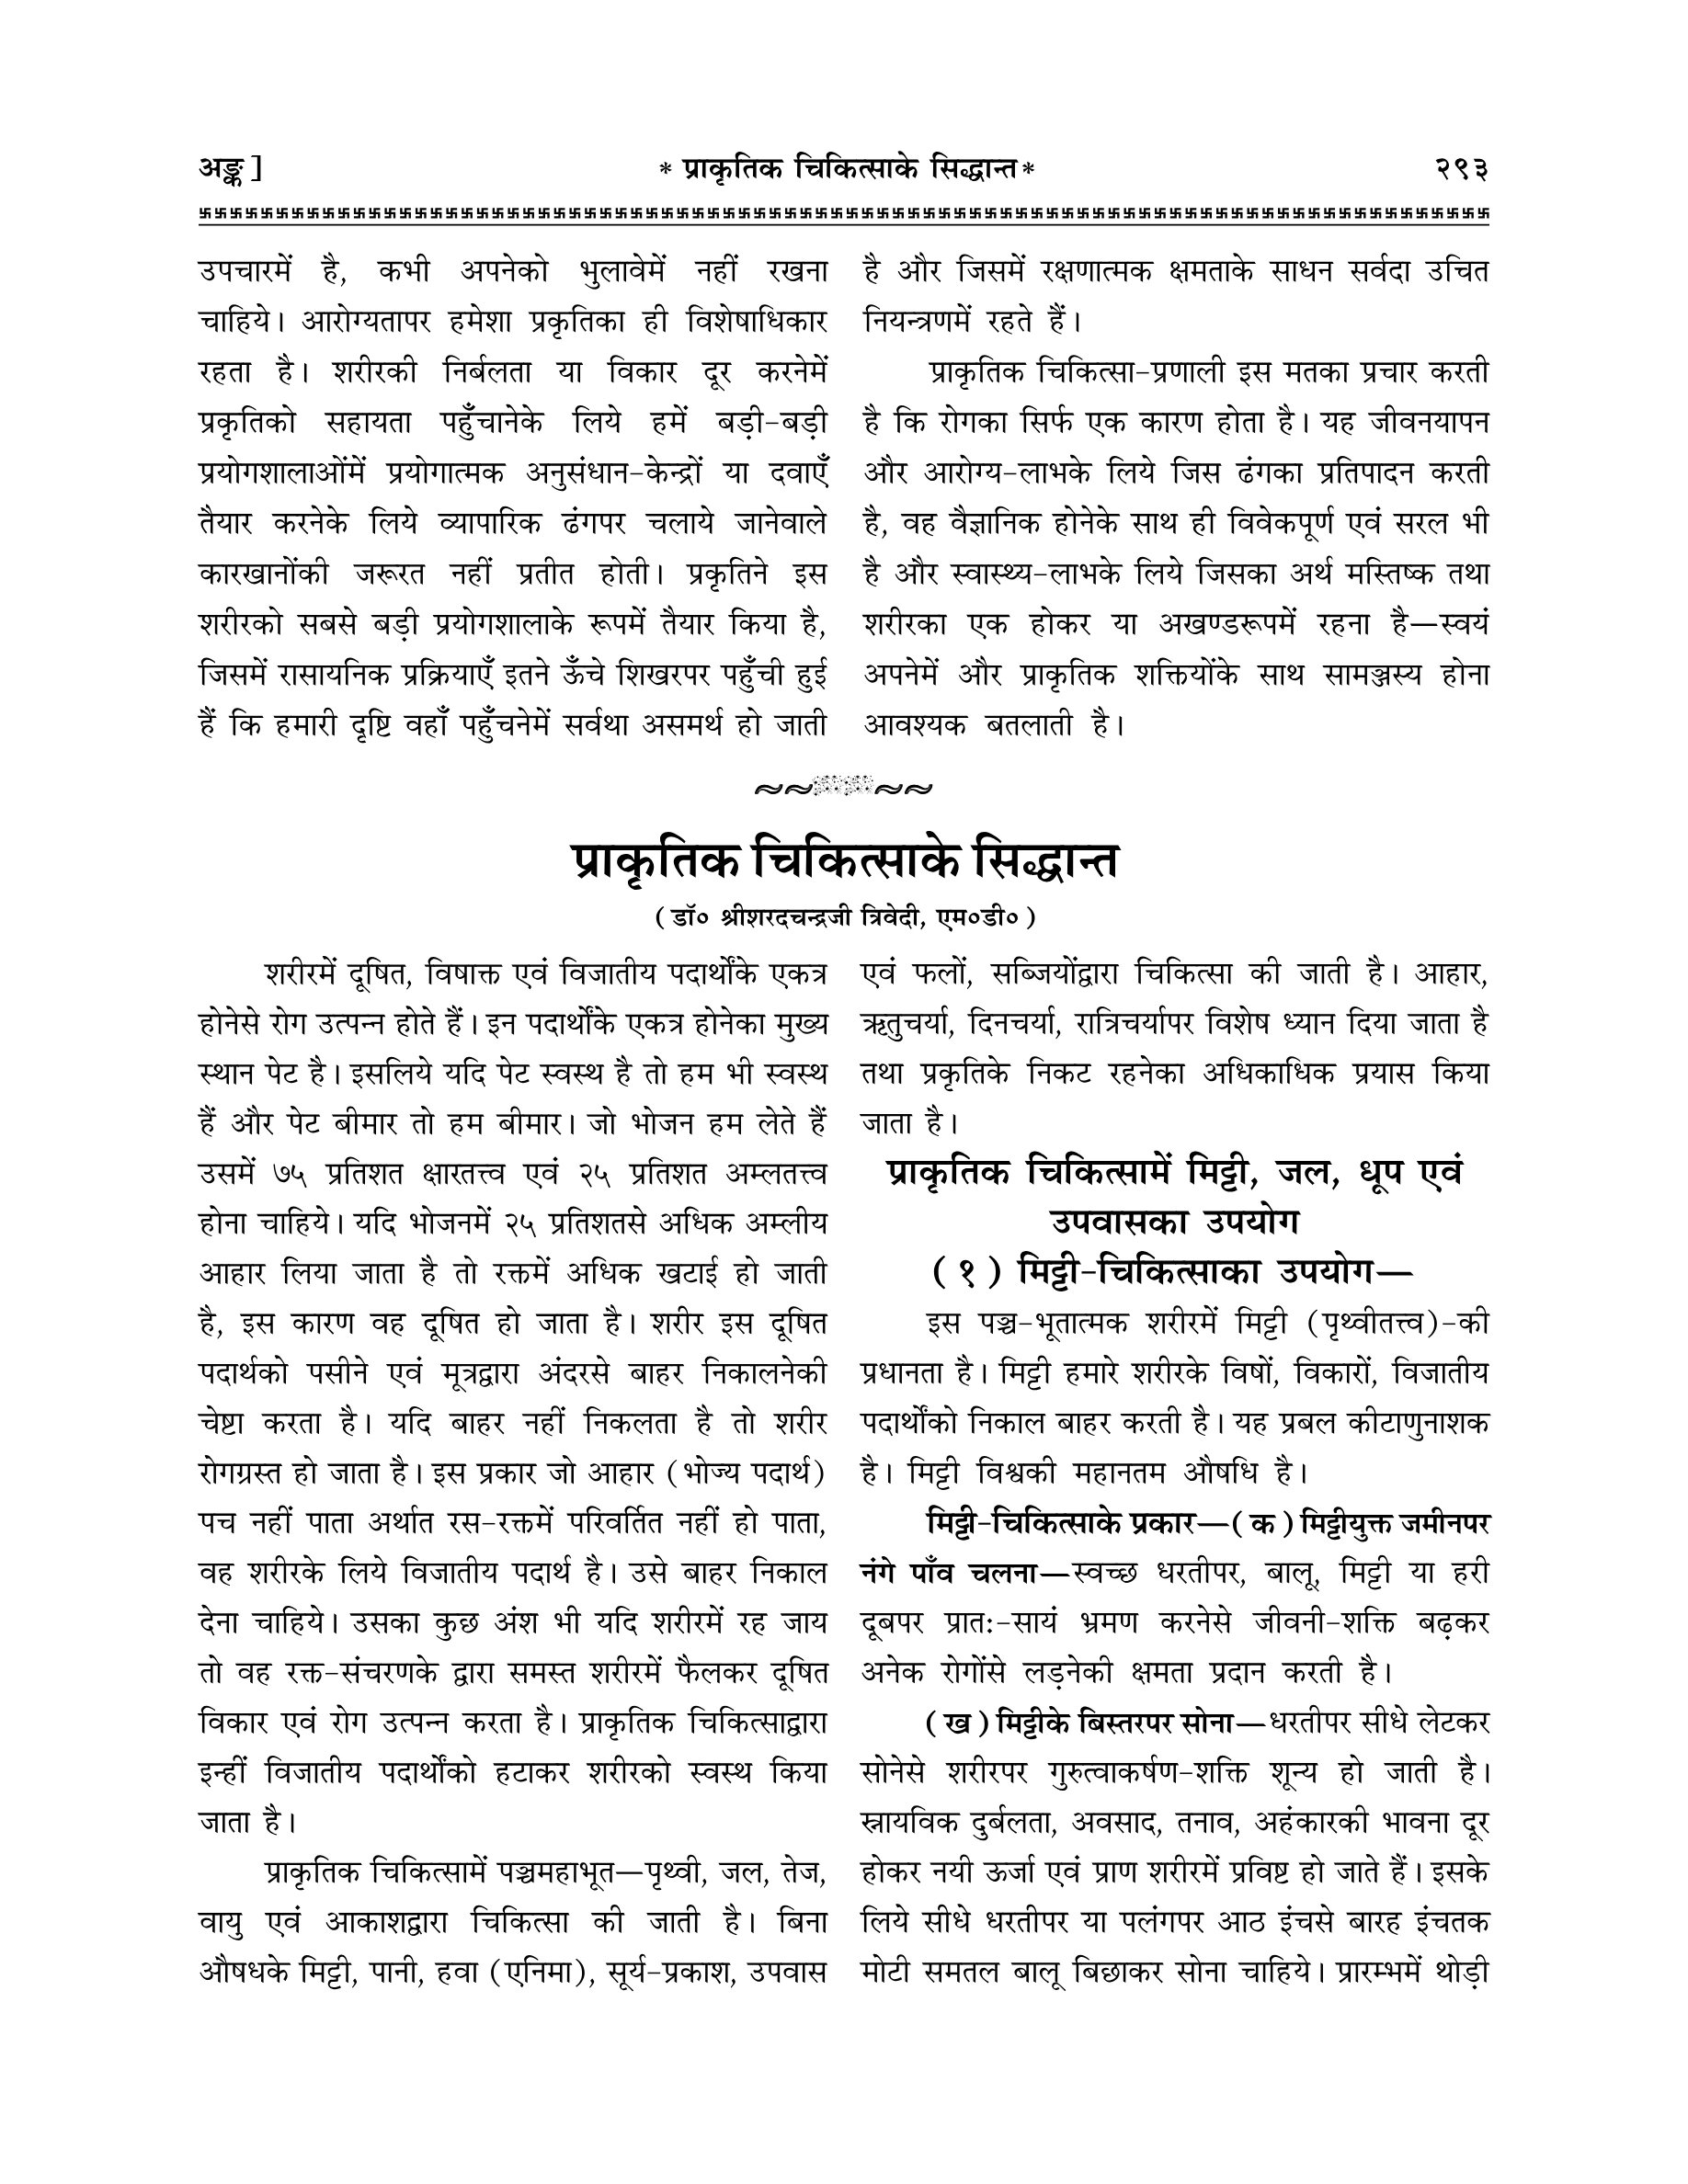 अङ्क ]
* प्राकृतिक चिकित्साके सिद्धान्त *
२९३
उपचारमें है, कभी अपनेको भुलावेमें नहीं रखना
चाहिये। आरोग्यतापर हमेशा प्रकृतिका ही विशेषाधिकार
रहता है। शरीरकी निर्बलता या विकार दूर करनेमें
प्रकृतिको सहायता पहुँचानेके लिये हमें बड़ी-बड़ी
प्रयोगशालाओंमें प्रयोगात्मक अनुसंधान-केन्द्रों या दवाएँ
तैयार करनेके लिये व्यापारिक ढंगपर चलाये जानेवाले
कारखानोंकी जरूरत नहीं प्रतीत होती। प्रकृतिने इस
शरीरको सबसे बड़ी प्रयोगशालाके रूपमें तैयार किया है,
जिसमें रासायनिक प्रक्रियाएँ इतने ऊँचे शिखरपर पहुँची हुई
हैं कि हमारी दृष्टि वहाँ पहुँचनेमें सर्वथा असमर्थ हो जाती
है और जिसमें रक्षणात्मक क्षमताके साधन सर्वदा उचित
नियन्त्रणमें रहते हैं।
प्राकृतिक चिकित्सा-प्रणाली इस मतका प्रचार करती
है कि रोगका सिर्फ एक कारण होता है। यह जीवनयापन
और आरोग्य-लाभके लिये जिस ढंगका प्रतिपादन करती
है, वह वैज्ञानिक होनेके साथ ही विवेकपूर्ण एवं सरल भी
है और स्वास्थ्य-लाभके लिये जिसका अर्थ मस्तिष्क तथा
शरीरका एक होकर या अखण्डरूपमें रहना है—स्वयं
अपनेमें और प्राकृतिक शक्तियोंके साथ सामञ्जस्य होना
आवश्यक बतलाती है।
प्राकृतिक चिकित्साके सिद्धान्त
( डॉ० श्रीशरदचन्द्रजी त्रिवेदी, एम०डी० )
शरीरमें दूषित, विषाक्त एवं विजातीय पदार्थोंके एकत्र
होनेसे रोग उत्पन्न होते हैं। इन पदार्थोंके एकत्र होनेका मुख्य
स्थान पेट है। इसलिये यदि पेट स्वस्थ है तो हम भी स्वस्थ
हैं और पेट बीमार तो हम बीमार। जो भोजन हम लेते हैं
उसमें ७५ प्रतिशत क्षारतत्त्व एवं २५ प्रतिशत अम्लतत्त्व
होना चाहिये। यदि भोजनमें २५ प्रतिशतसे अधिक अम्लीय
आहार लिया जाता है तो रक्तमें अधिक खटाई हो जाती
है, इस कारण वह दूषित हो जाता है। शरीर इस दूषित
पदार्थको पसीने एवं मूत्रद्वारा अंदरसे बाहर निकालनेकी
चेष्टा करता है। यदि बाहर नहीं निकलता है तो शरीर
रोगग्रस्त हो जाता है। इस प्रकार जो आहार (भोज्य पदार्थ)
पच नहीं पाता अर्थात रस-रक्तमें परिवर्तित नहीं हो पाता,
वह शरीरके लिये विजातीय पदार्थ है। उसे बाहर निकाल
देना चाहिये। उसका कुछ अंश भी यदि शरीरमें रह जाय
तो वह रक्त-संचरणके द्वारा समस्त शरीरमें फैलकर दूषित
विकार एवं रोग उत्पन्न करता है। प्राकृतिक चिकित्साद्वारा
इन्हीं विजातीय पदार्थोंको हटाकर शरीरको स्वस्थ किया
जाता है।
प्राकृतिक चिकित्सामें पञ्चमहाभूत—पृथ्वी, जल, तेज,
वायु एवं आकाशद्वारा चिकित्सा की जाती है। बिना
औषधके मिट्टी, पानी, हवा (एनिमा), सूर्य-प्रकाश, उपवास
एवं फलों, सब्जियोंद्वारा चिकित्सा की जाती है। आहार,
ऋतुचर्या, दिनचर्या, रात्रिचर्यापर विशेष ध्यान दिया जाता है
तथा प्रकृतिके निकट रहनेका अधिकाधिक प्रयास किया
जाता है।
प्राकृतिक चिकित्सामें मिट्टी, जल, धूप एवं
उपवासका उपयोग
( १ ) मिट्टी-चिकित्साका उपयोग—
इस पञ्च-भूतात्मक शरीरमें मिट्टी (पृथ्वीतत्त्व)-की
प्रधानता है। मिट्टी हमारे शरीरके विषों, विकारों, विजातीय
पदार्थोंको निकाल बाहर करती है। यह प्रबल कीटाणुनाशक
है। मिट्टी विश्वकी महानतम औषधि है।
मिट्टी-चिकित्साके प्रकार—( क ) मिट्टीयुक्त जमीनपर
नंगे पाँव चलना—स्वच्छ धरतीपर, बालू, मिट्टी या हरी
दूबपर प्रातः-सायं भ्रमण करनेसे जीवनी-शक्ति बढ़कर
अनेक रोगोंसे लड़नेकी क्षमता प्रदान करती है।
( ख ) मिट्टीके बिस्तरपर सोना—धरतीपर सीधे लेटकर
सोनेसे शरीरपर गुरुत्वाकर्षण-शक्ति शून्य हो जाती है।
स्नायविक दुर्बलता, अवसाद, तनाव, अहंकारकी भावना दूर
होकर नयी ऊर्जा एवं प्राण शरीरमें प्रविष्ट हो जाते हैं। इसके
लिये सीधे धरतीपर या पलंगपर आठ इंचसे बारह इंचतक
मोटी समतल बालू बिछाकर सोना चाहिये। प्रारम्भमें थोड़ी